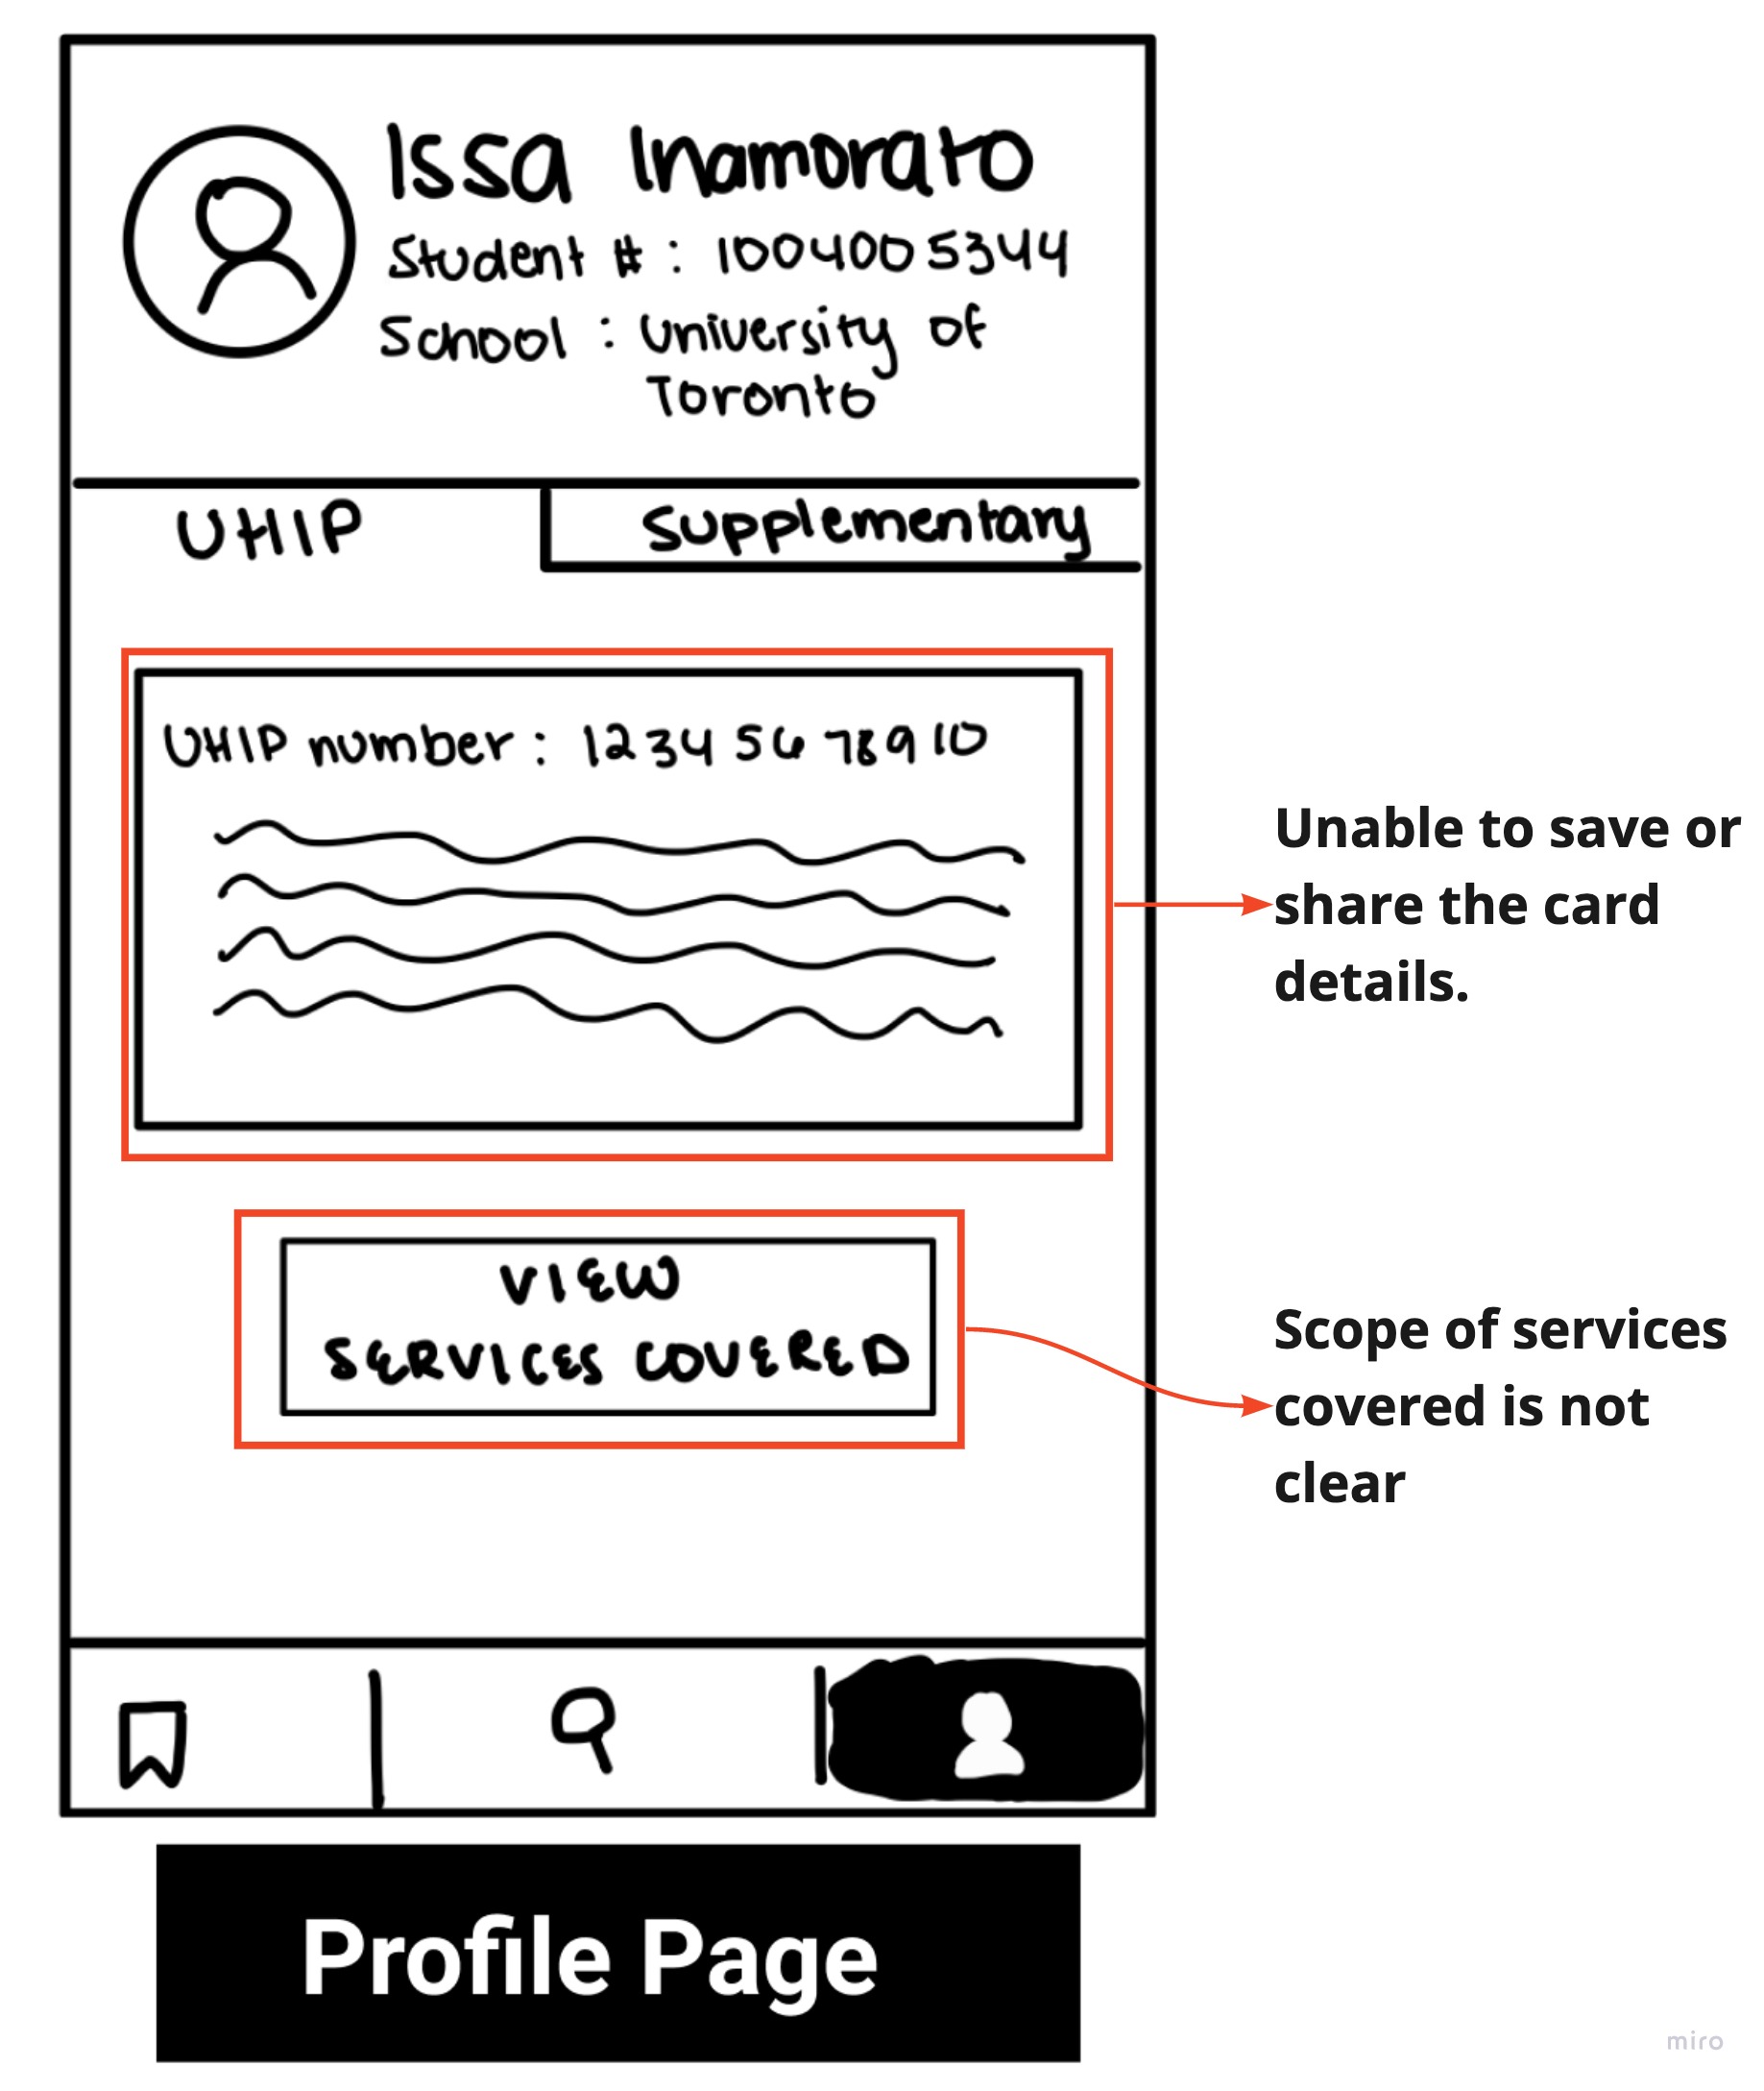 Issa Inamorato
Student # : 1004005344
School : University of
Toronto
UHIP
Supplementary
UHIP number : 12345678910
Unable to save or
share the card
details.
VIEW
SERVICES COVERED
Scope of services
covered is not
clear
Profile Page
miro